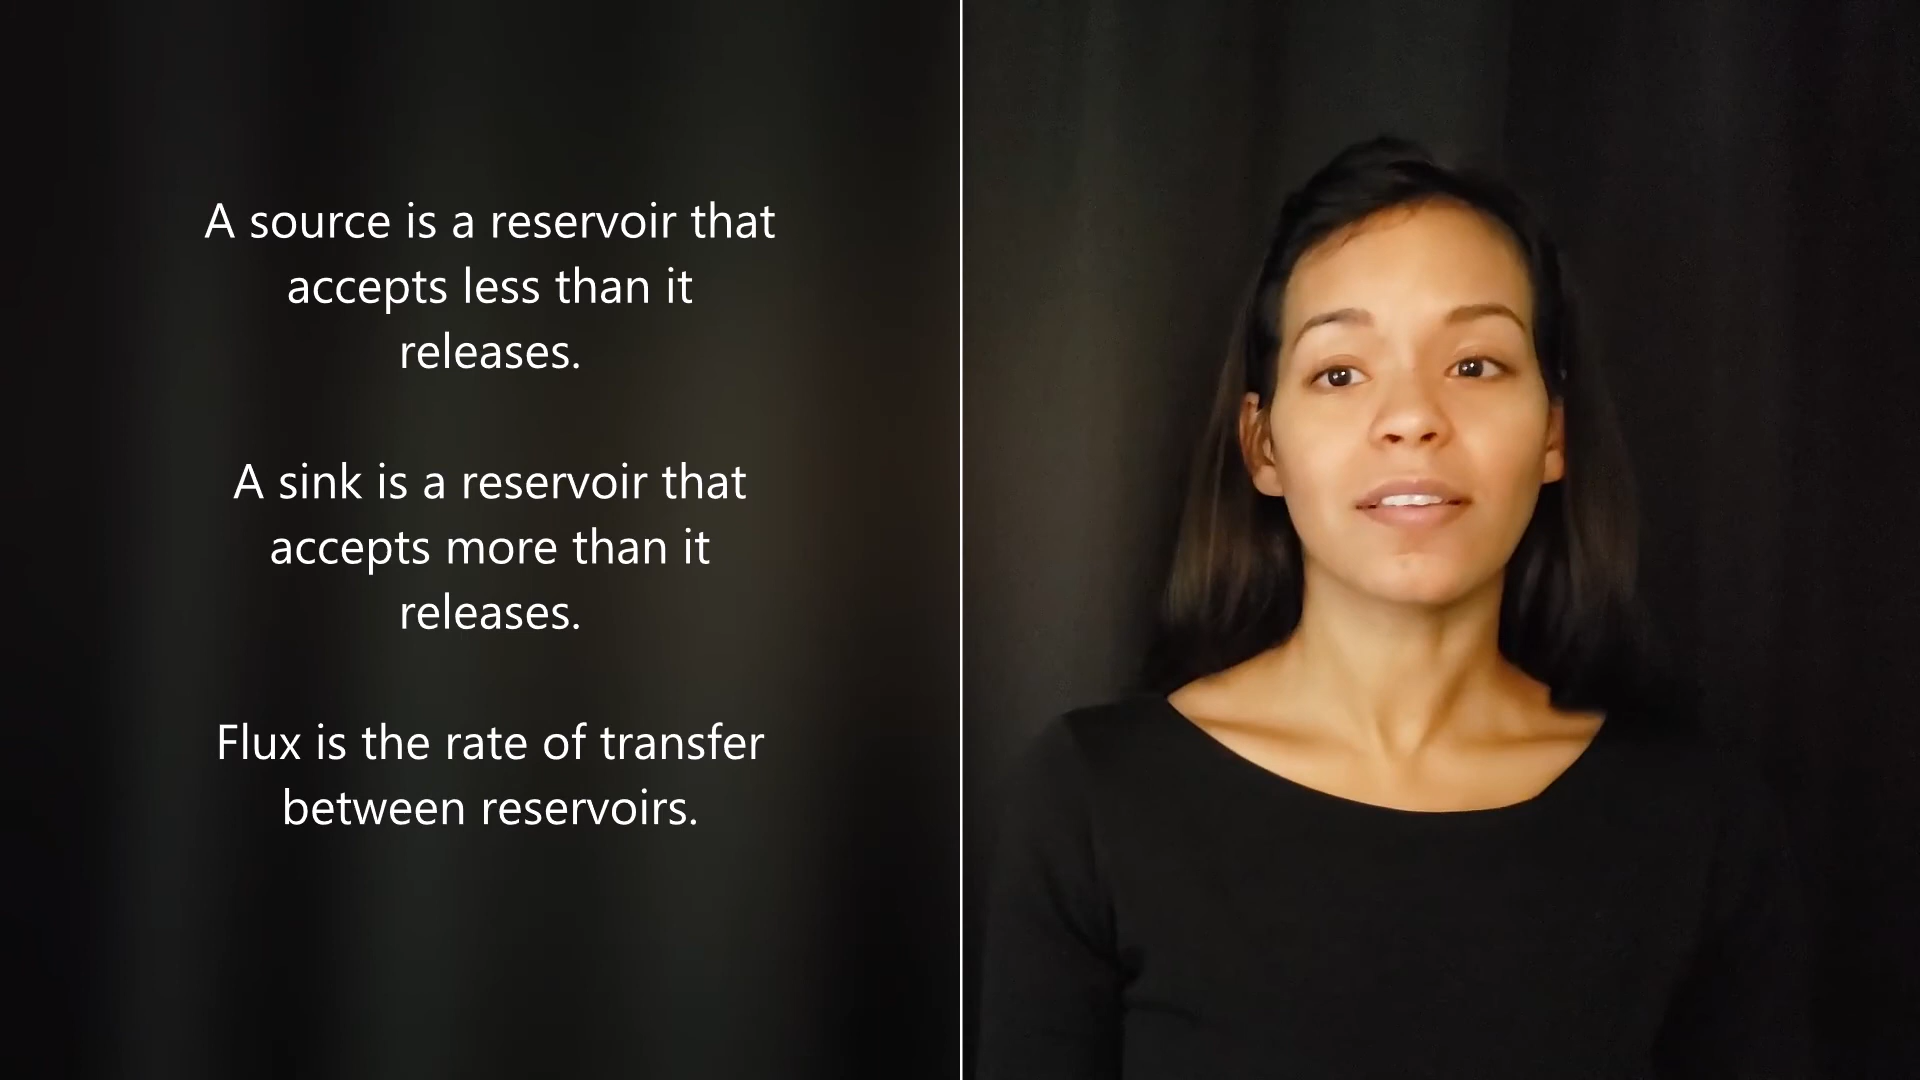 A source is a reservoir that
accepts less than it
releases.
A sink is a reservoir that
accepts more than it
releases.
Flux is the rate of transfer
between reservoirs.